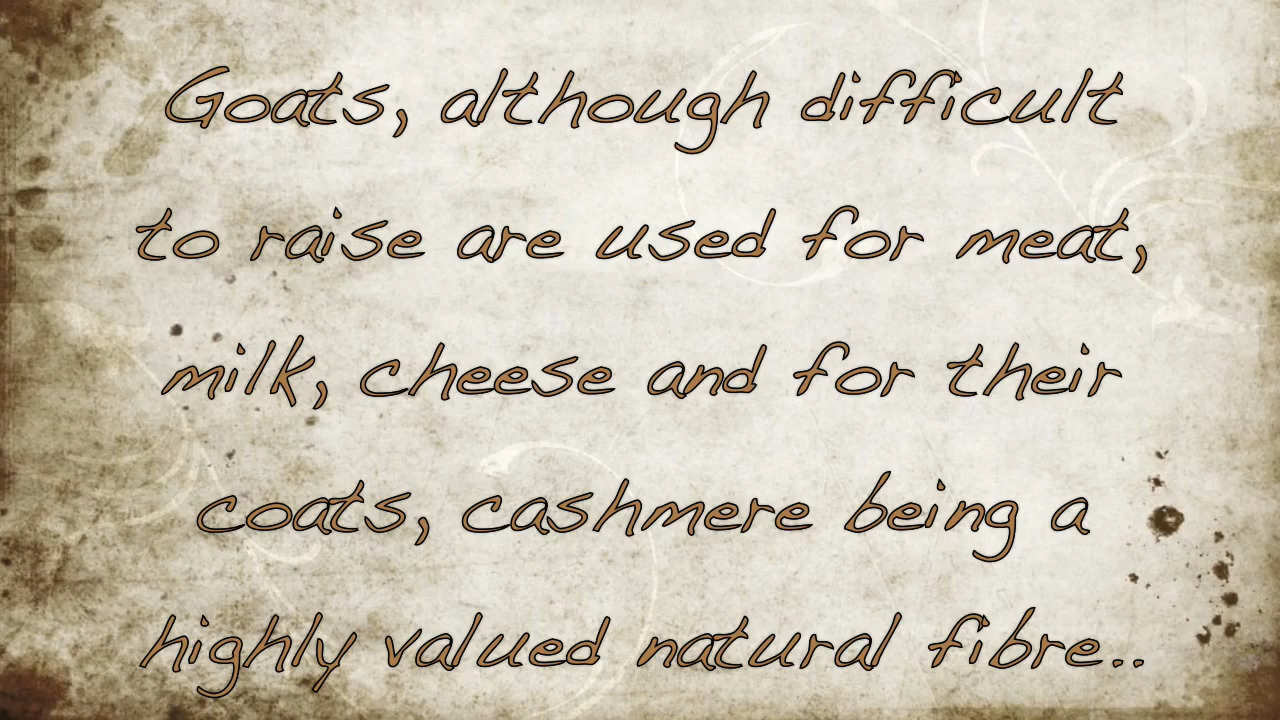 Goats, although difficult
to raise are used for meat,
milk, cheese and for their
coats, cashmere being a
highly valued natural fibre..